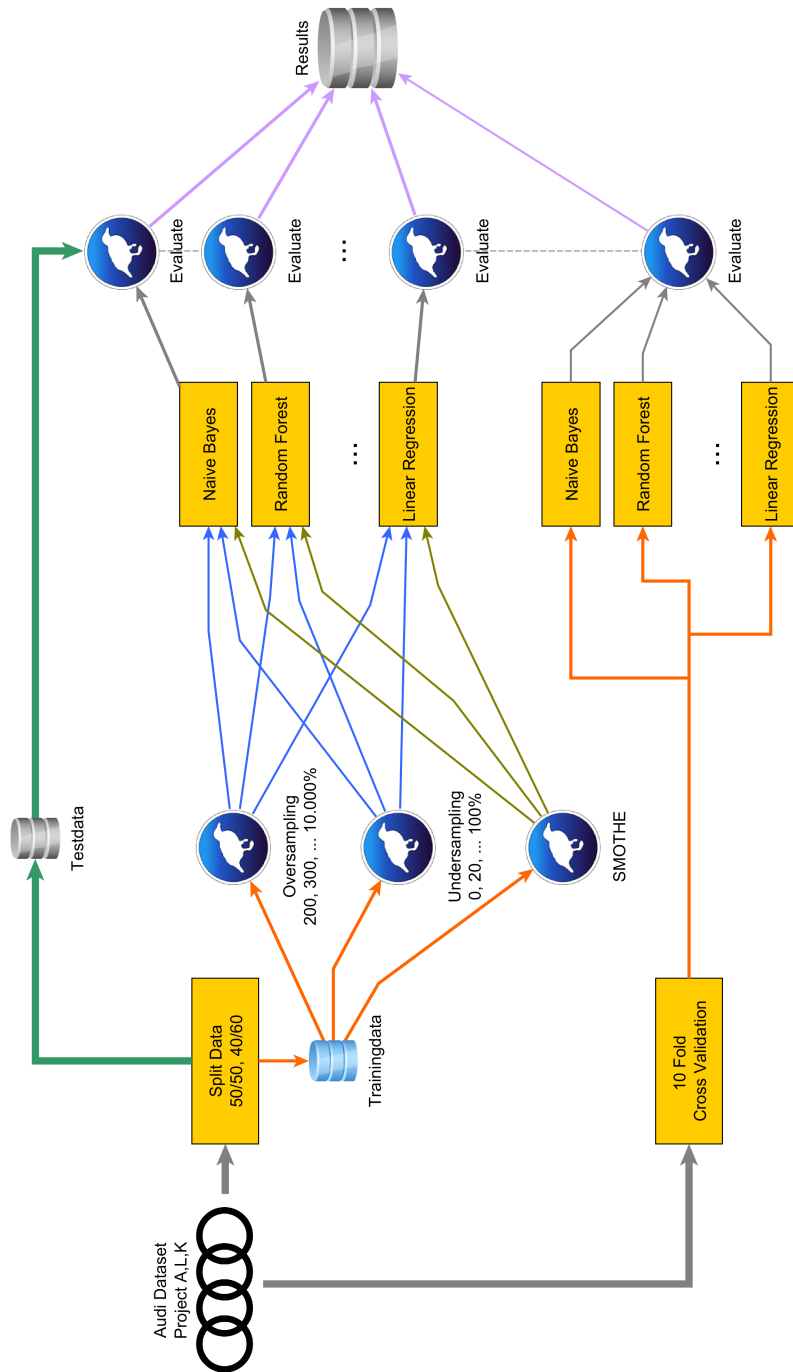 Audi Dataset
Project A,L,K
Split Data
50/50, 40/60
Trainingdata
Testdata
Oversampling
200, 300, ... 10.000%
Undersampling
0, 20, ... 100%
SMOTHE
Naive Bayes
Random Forest
...
Linear Regression
Evaluate
Evaluate
...
Evaluate
Results
10 Fold
Cross Validation
Naive Bayes
Random Forest
...
Linear Regression
Evaluate